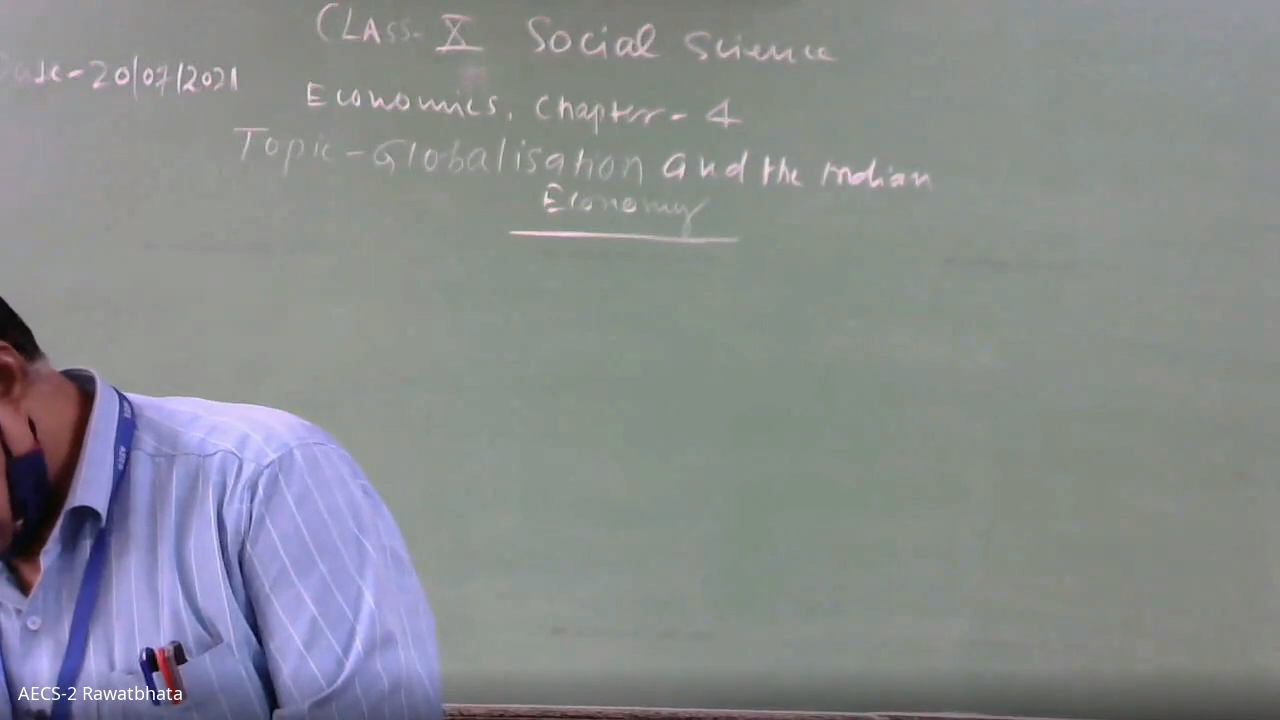 CLASS- X Social Science
Date-20/07/2021
Economics, Chapter-4
Topic-Globalisation and the Indian
Economy
AECS-2 Rawatbhata